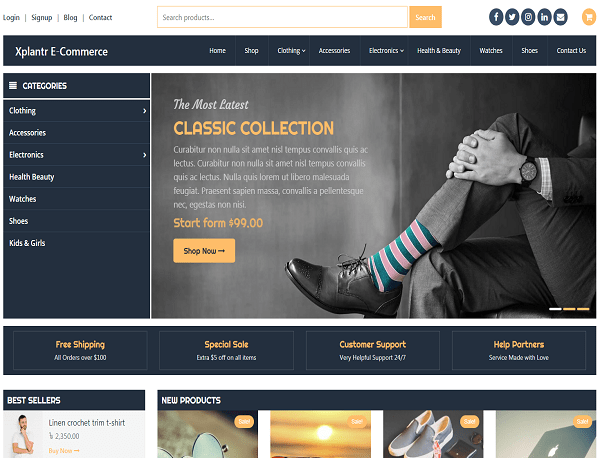 Login | Signup | Blog | Contact
Search products...
Search
Xplantr E-Commerce
Home
Shop
Clothing
Accessories
Electronics
Health & Beauty
Watches
Shoes
Contact Us
CATEGORIES
Clothing
Accessories
Electronics
Health Beauty
Watches
Shoes
Kids & Girls
The Most Latest
CLASSIC COLLECTION
Curabitur non nulla sit amet nisl tempus convallis quis ac
lectus. Curabitur non nulla sit amet nisl tempus convallis
quis ac lectus. Nulla quis lorem ut libero malesuada
feugiat. Praesent sapien massa, convallis a pellentesque
nec, egestas non nisi.
Start form $99.00
Shop Now
Free Shipping
All Orders over $100
Special Sale
Extra $5 off on all items
Customer Support
Very Helpful Support 24/7
Help Partners
Service Made with Love
BEST SELLERS
Linen crochet trim t-shirt
৳ 2,350.00
Buy Now
NEW PRODUCTS
Sale!
Sale!
Sale!
Sale!